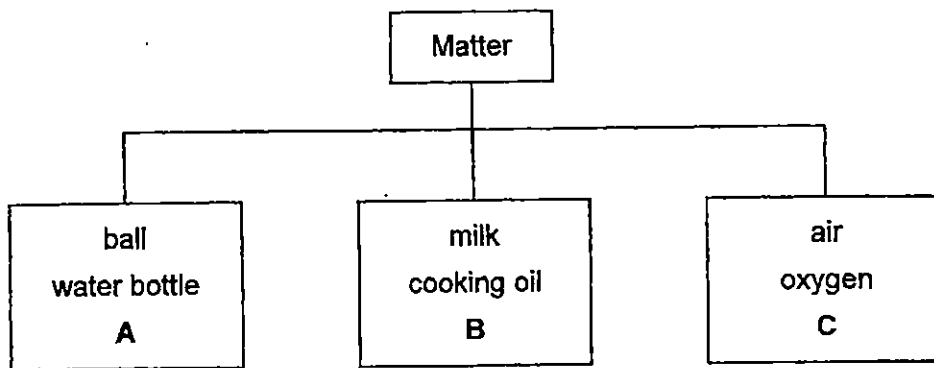 Matter
ball
water bottle
A
milk
cooking oil
B
air
oxygen
C